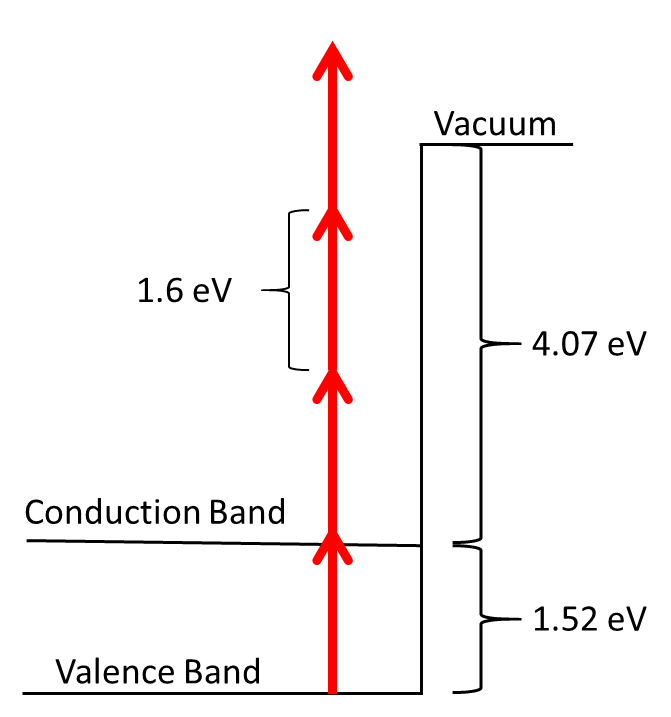 Vacuum
1.6 eV
4.07 eV
Conduction Band
1.52 eV
Valence Band